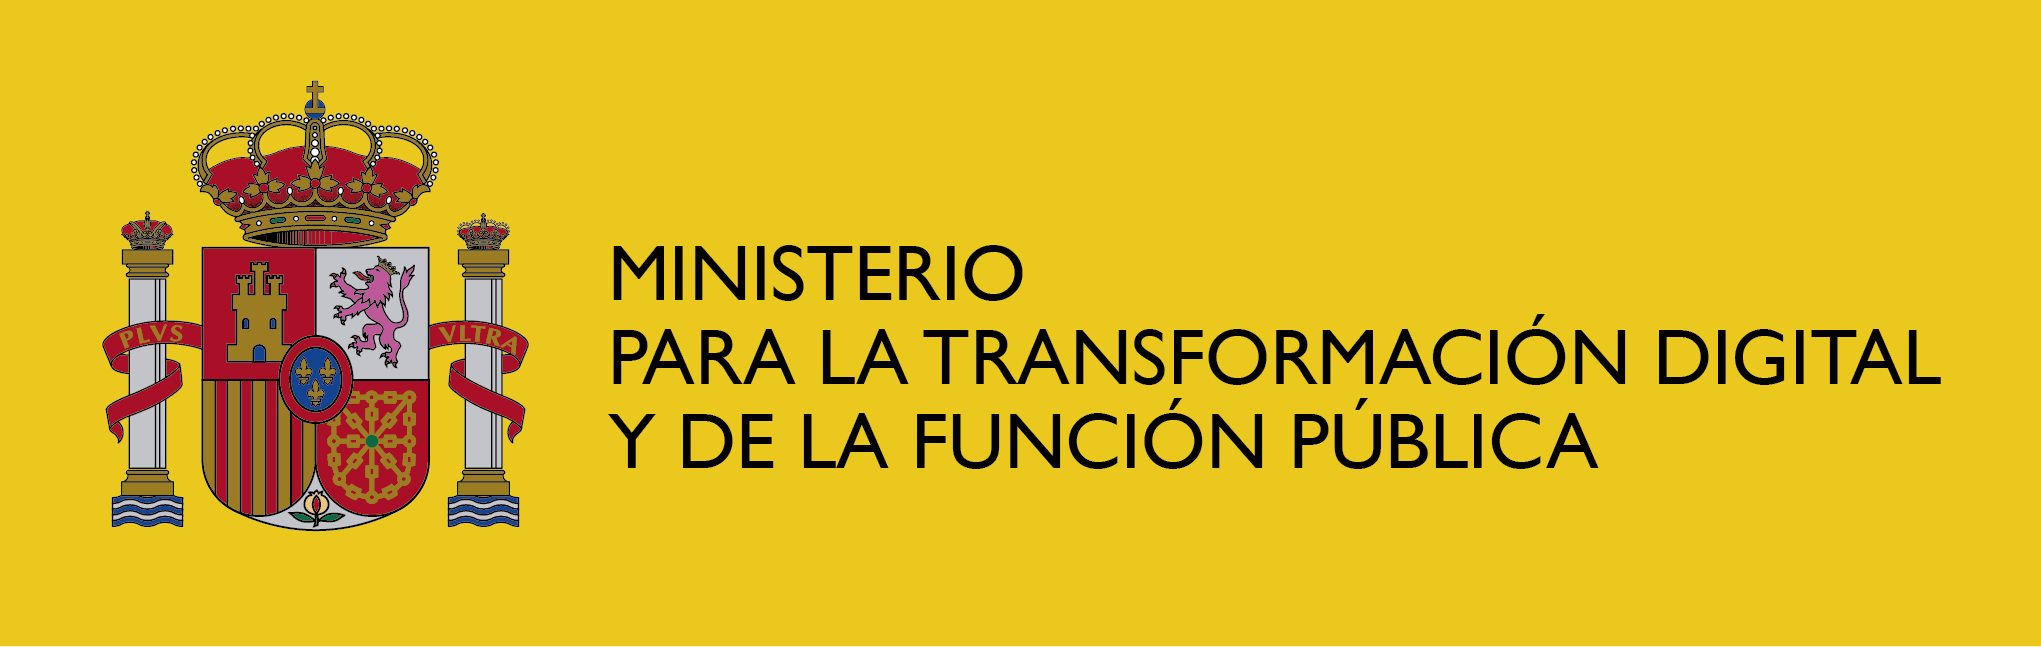 PLVS VLTRA
MINISTERIO
PARA LA TRANSFORMACIÓN DIGITAL
Y DE LA FUNCIÓN PÚBLICA